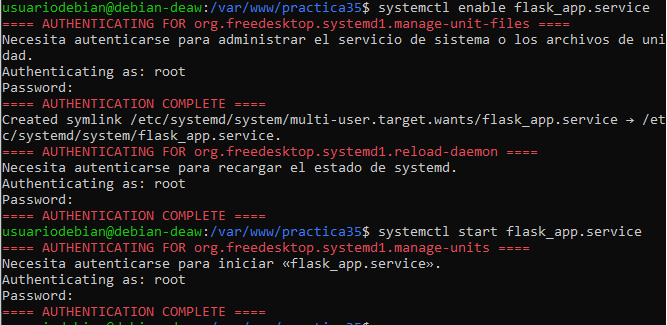 usuariodebian@debian-deaw:/var/www/practica35$ systemctl enable flask_app.service
==== AUTHENTICATING FOR org.freedesktop.systemd1.manage-unit-files ====
Necesita autenticarse para administrar el servicio de sistema o los archivos de uni
dad.
Authenticating as: root
Password:
==== AUTHENTICATION COMPLETE ====
Created symlink /etc/systemd/system/multi-user.target.wants/flask_app.service → /et
c/systemd/system/flask_app.service.
==== AUTHENTICATING FOR org.freedesktop.systemd1.reload-daemon ====
Necesita autenticarse para recargar el estado de systemd.
Authenticating as: root
Password:
==== AUTHENTICATION COMPLETE ====
usuariodebian@debian-deaw:/var/www/practica35$ systemctl start flask_app.service
==== AUTHENTICATING FOR org.freedesktop.systemd1.manage-units ====
Necesita autenticarse para iniciar «flask_app.service».
Authenticating as: root
Password:
==== AUTHENTICATION COMPLETE ====